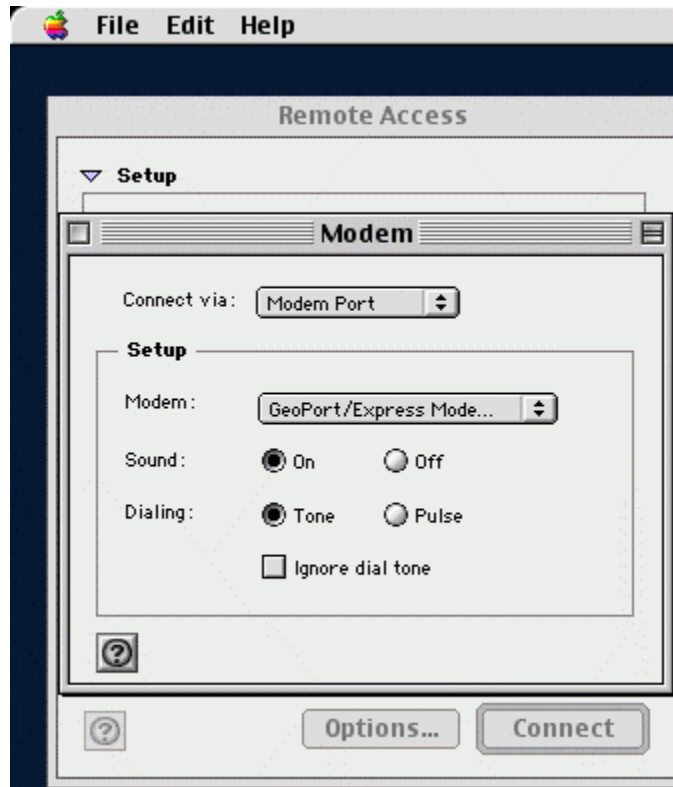 File Edit Help
Remote Access
Setup
Modem
Connect via: Modem Port
Setup
Modem: GeoPort/Express Mode...
Sound: On Off
Dialing: Tone Pulse
Ignore dial tone
?
? Options... Connect